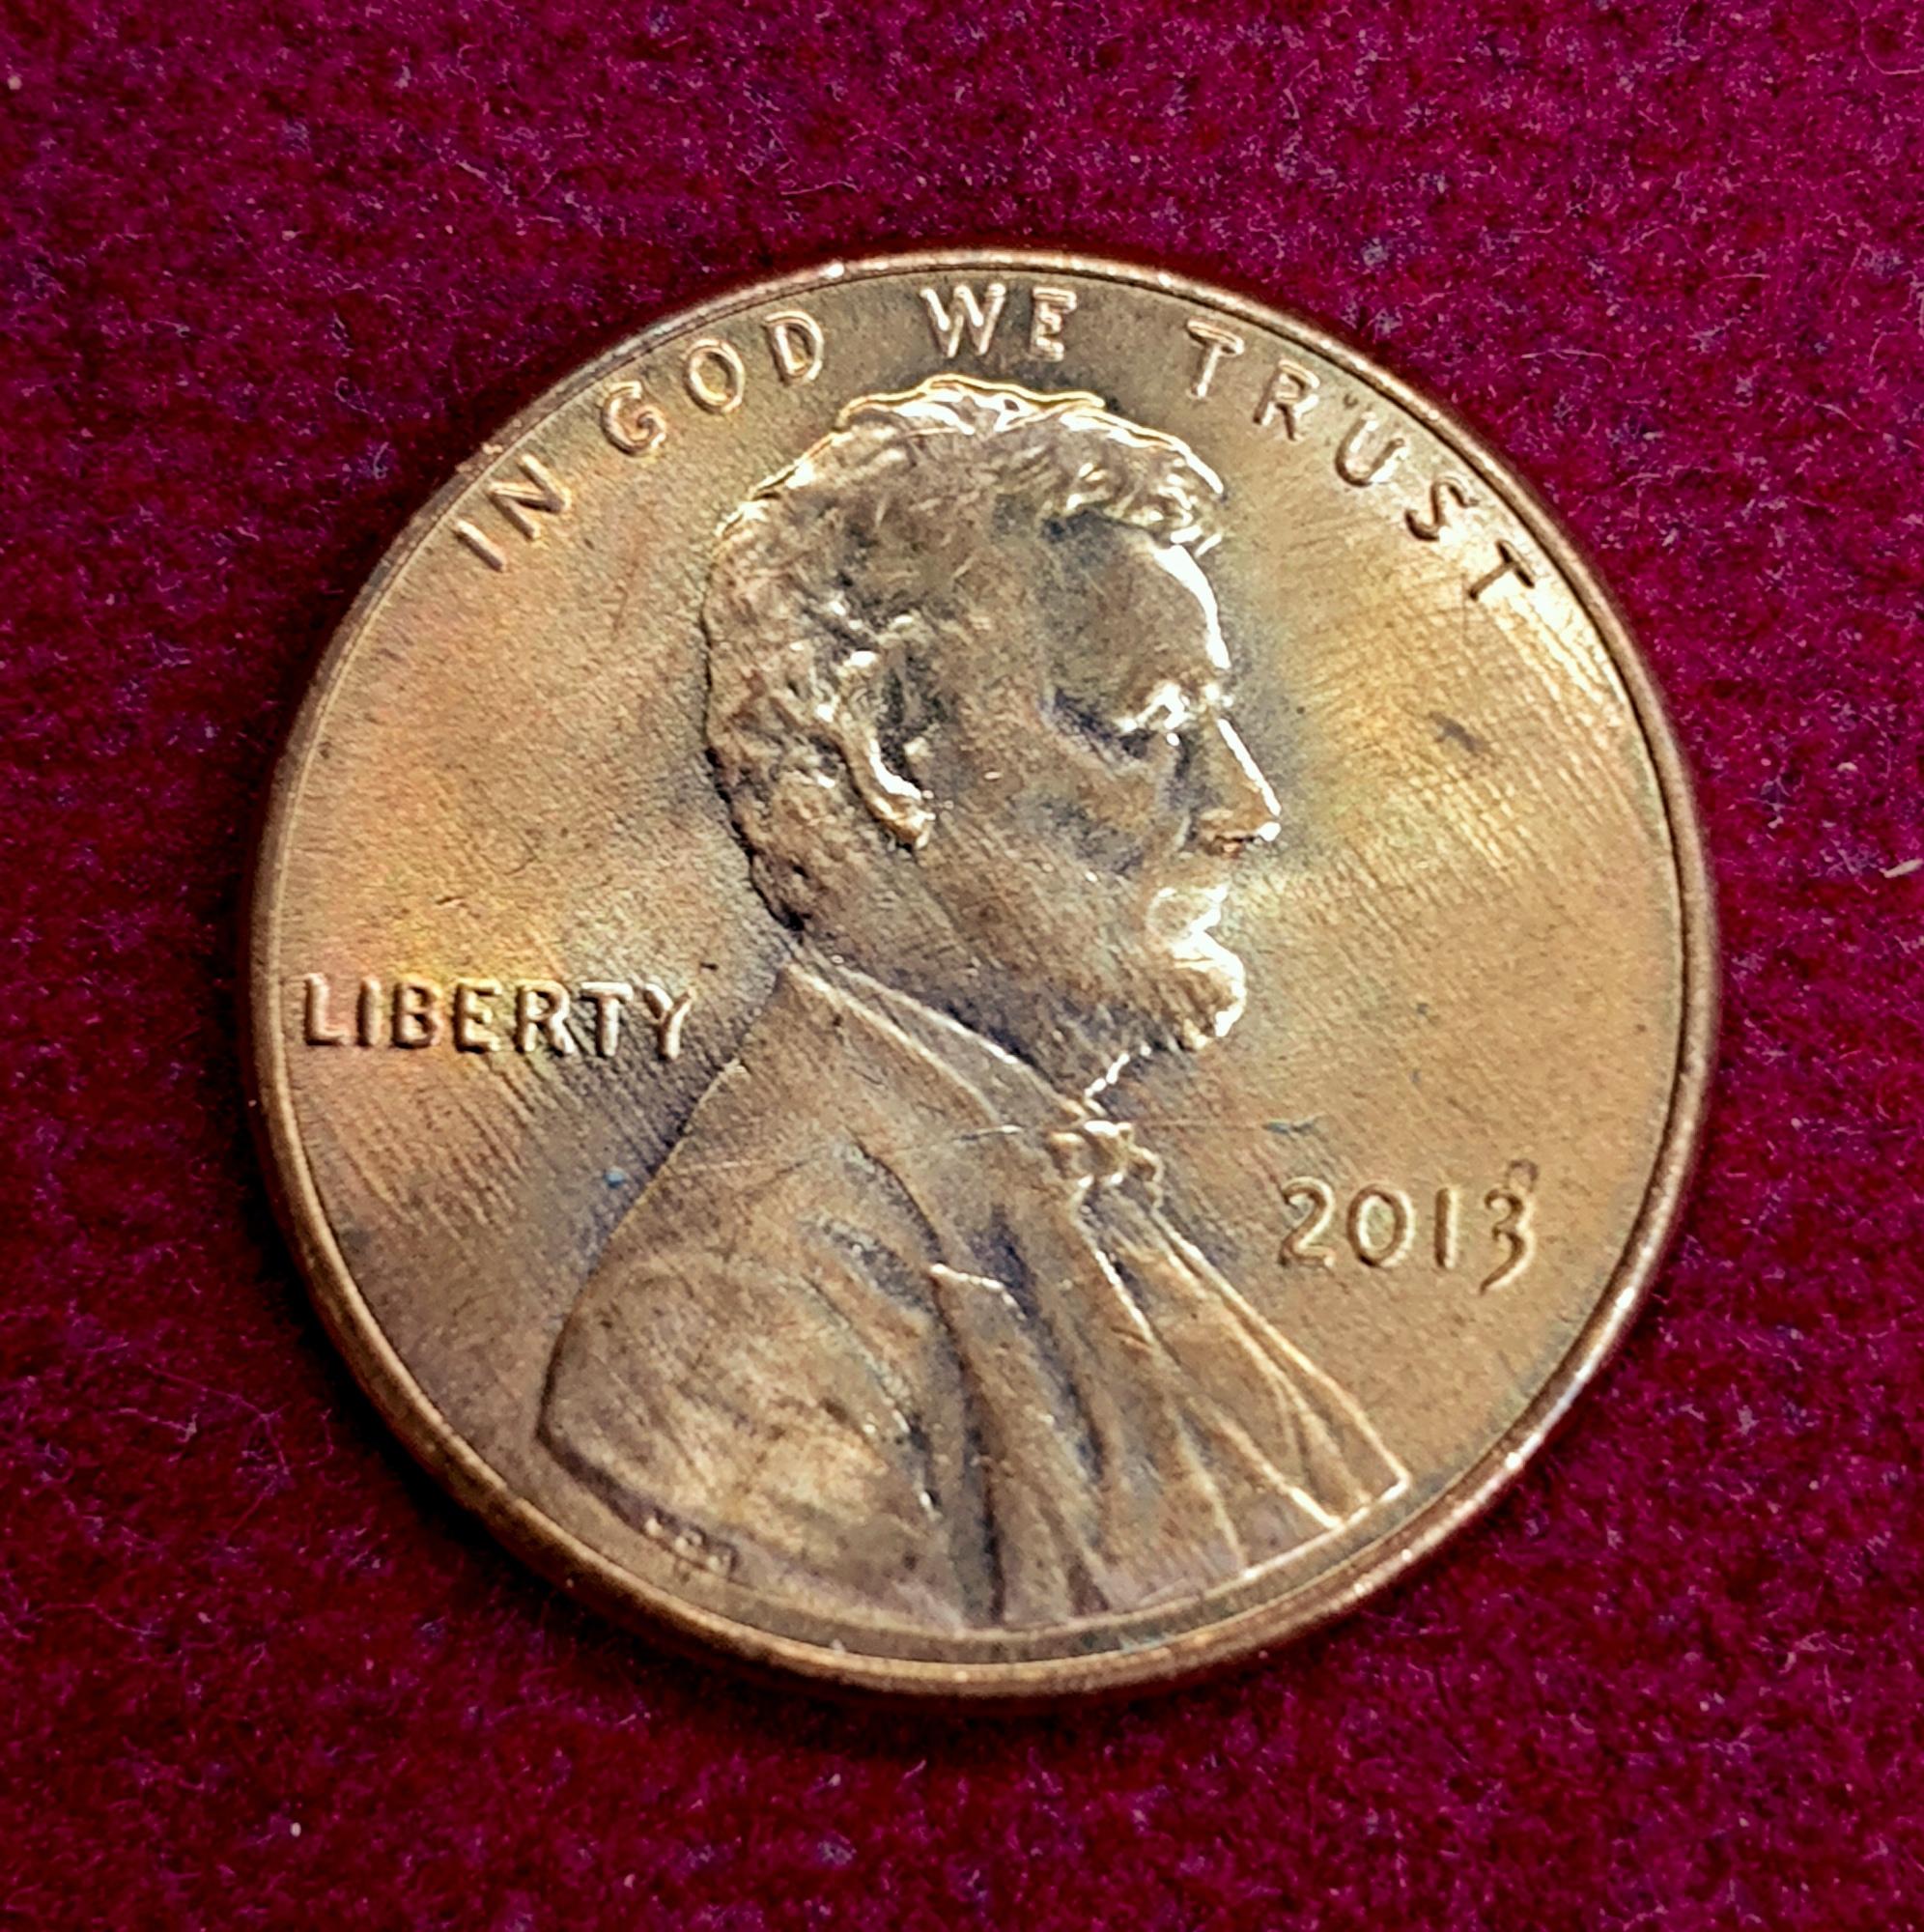 IN GOD WE TRUST
LIBERTY
2013